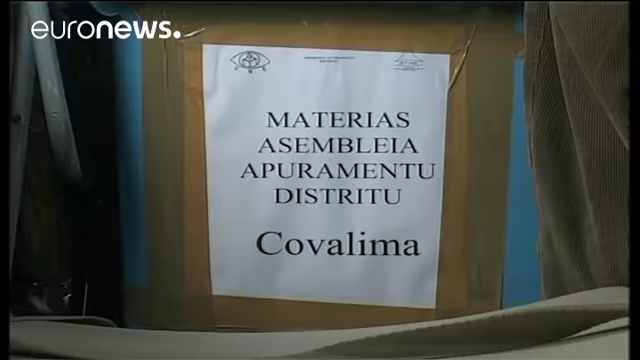 euronews.
MATERIAS
ASEMBLEIA
APURAMENTU
DISTRITU
Covalima